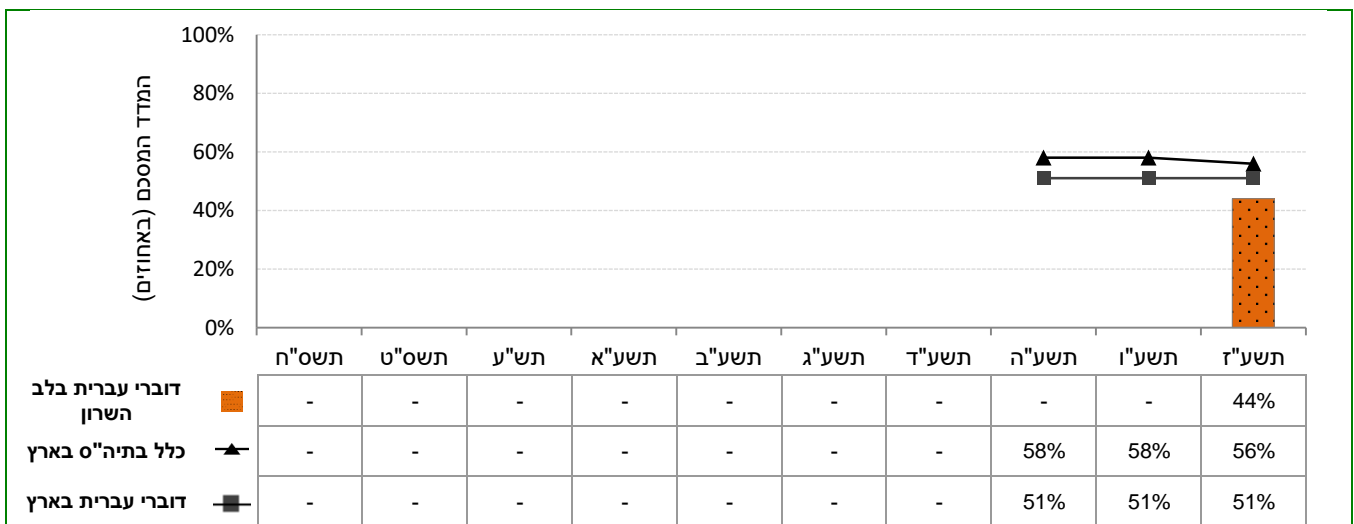 המדד המסכם (באחוזים)
100%
80%
60%
40%
20%
0%
תשס"ח תשס"ט תש"ע תשע"א תשע"ב תשע"ג תשע"ד תשע"ה תשע"ו תשע"ז
דוברי עברית בלב
השרון
- - - - - - - - - 44%
כלל בתיה"ס בארץ - - - - - - - 58% 58% 56%
דוברי עברית בארץ - - - - - - - 51% 51% 51%